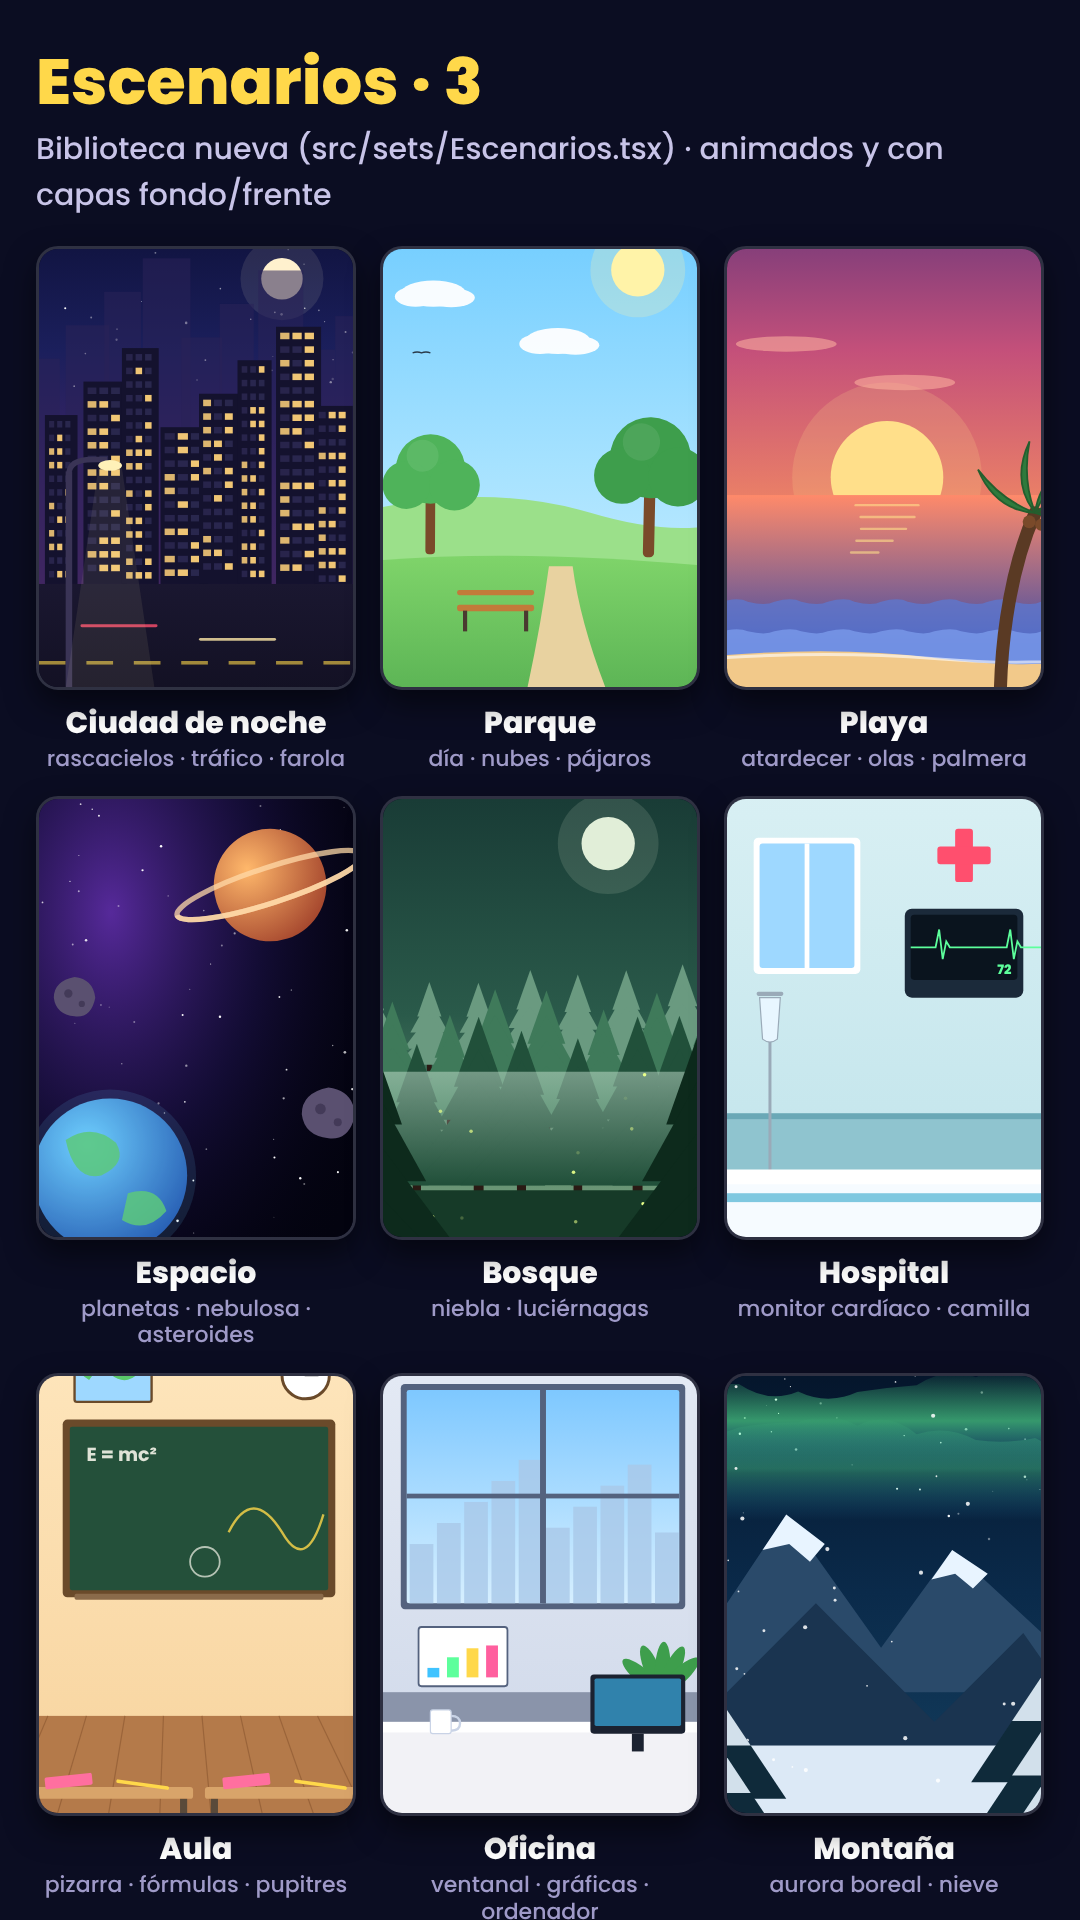 Escenarios · 3
Biblioteca nueva (src/sets/Escenarios.tsx) · animados y con
capas fondo/frente
Ciudad de noche
rascacielos · tráfico · farola
Parque
día · nubes · pájaros
Playa
atardecer · olas · palmera
72
Espacio
planetas · nebulosa ·
asteroides
Bosque
niebla · luciérnagas
Hospital
monitor cardíaco · camilla
E = mc²
Aula
pizarra · fórmulas · pupitres
Oficina
ventanal · gráficas ·
ordenador
Montaña
aurora boreal · nieve